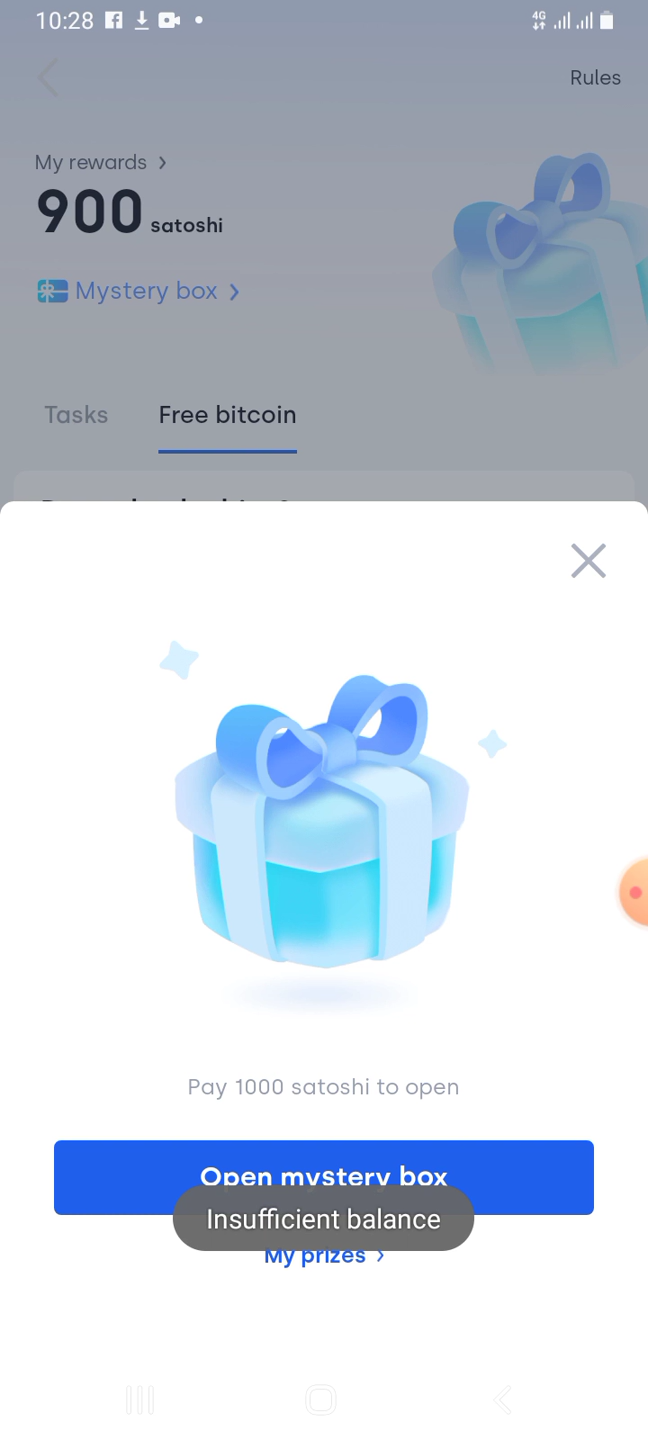 10:28
4G
Rules
My rewards >
900 satoshi
Mystery box >
Tasks Free bitcoin
Pay 1000 satoshi to open
Open mystery box
Insufficient balance
My prizes >